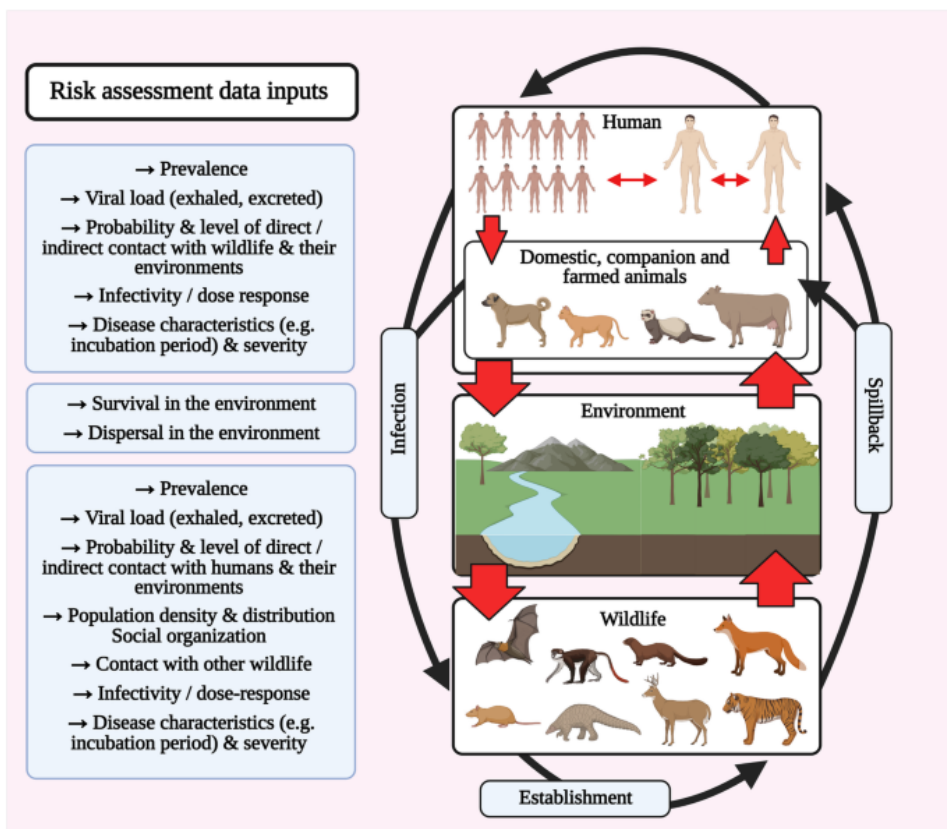 Risk assessment data inputs
→ Prevalence
→ Viral load (exhaled, excreted)
→ Probability & level of direct /
indirect contact with wildlife & their
environments
→ Infectivity / dose response
→ Disease characteristics (e.g.
incubation period) & severity
→ Survival in the environment
→ Dispersal in the environment
→ Prevalence
→ Viral load (exhaled, excreted)
→ Probability & level of direct /
indirect contact with humans & their
environments
→ Population density & distribution
Social organization
→ Contact with other wildlife
→ Infectivity / dose-response
→ Disease characteristics (e.g.
incubation period) & severity
Human
Domestic, companion and
farmed animals
Infection
Spillback
Environment
Wildlife
Establishment